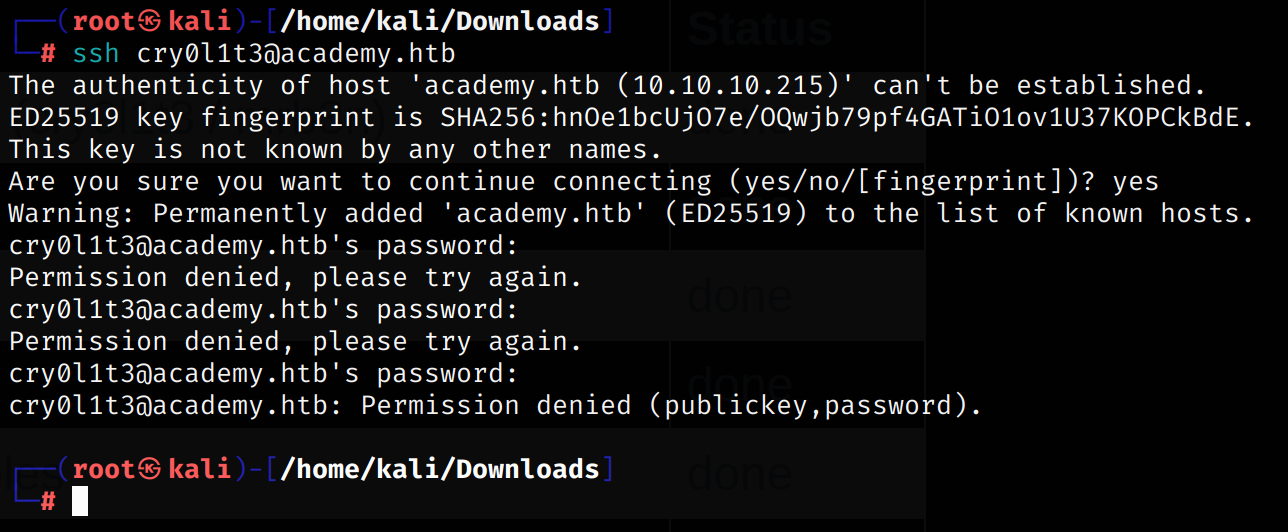 ┌──(root㉿kali)-[/home/kali/Downloads]
└─# ssh cry0l1t3@academy.htb
The authenticity of host 'academy.htb (10.10.10.215)' can't be established.
ED25519 key fingerprint is SHA256:hnOe1bcUjO7e/OQwjb79pf4GATiO1ov1U37KOPCkBdE.
This key is not known by any other names.
Are you sure you want to continue connecting (yes/no/[fingerprint])? yes
Warning: Permanently added 'academy.htb' (ED25519) to the list of known hosts.
cry0l1t3@academy.htb's password:
Permission denied, please try again.
cry0l1t3@academy.htb's password:
Permission denied, please try again.
cry0l1t3@academy.htb's password:
cry0l1t3@academy.htb: Permission denied (publickey,password).
┌──(root㉿kali)-[/home/kali/Downloads]
└─#
Status
done
done
done